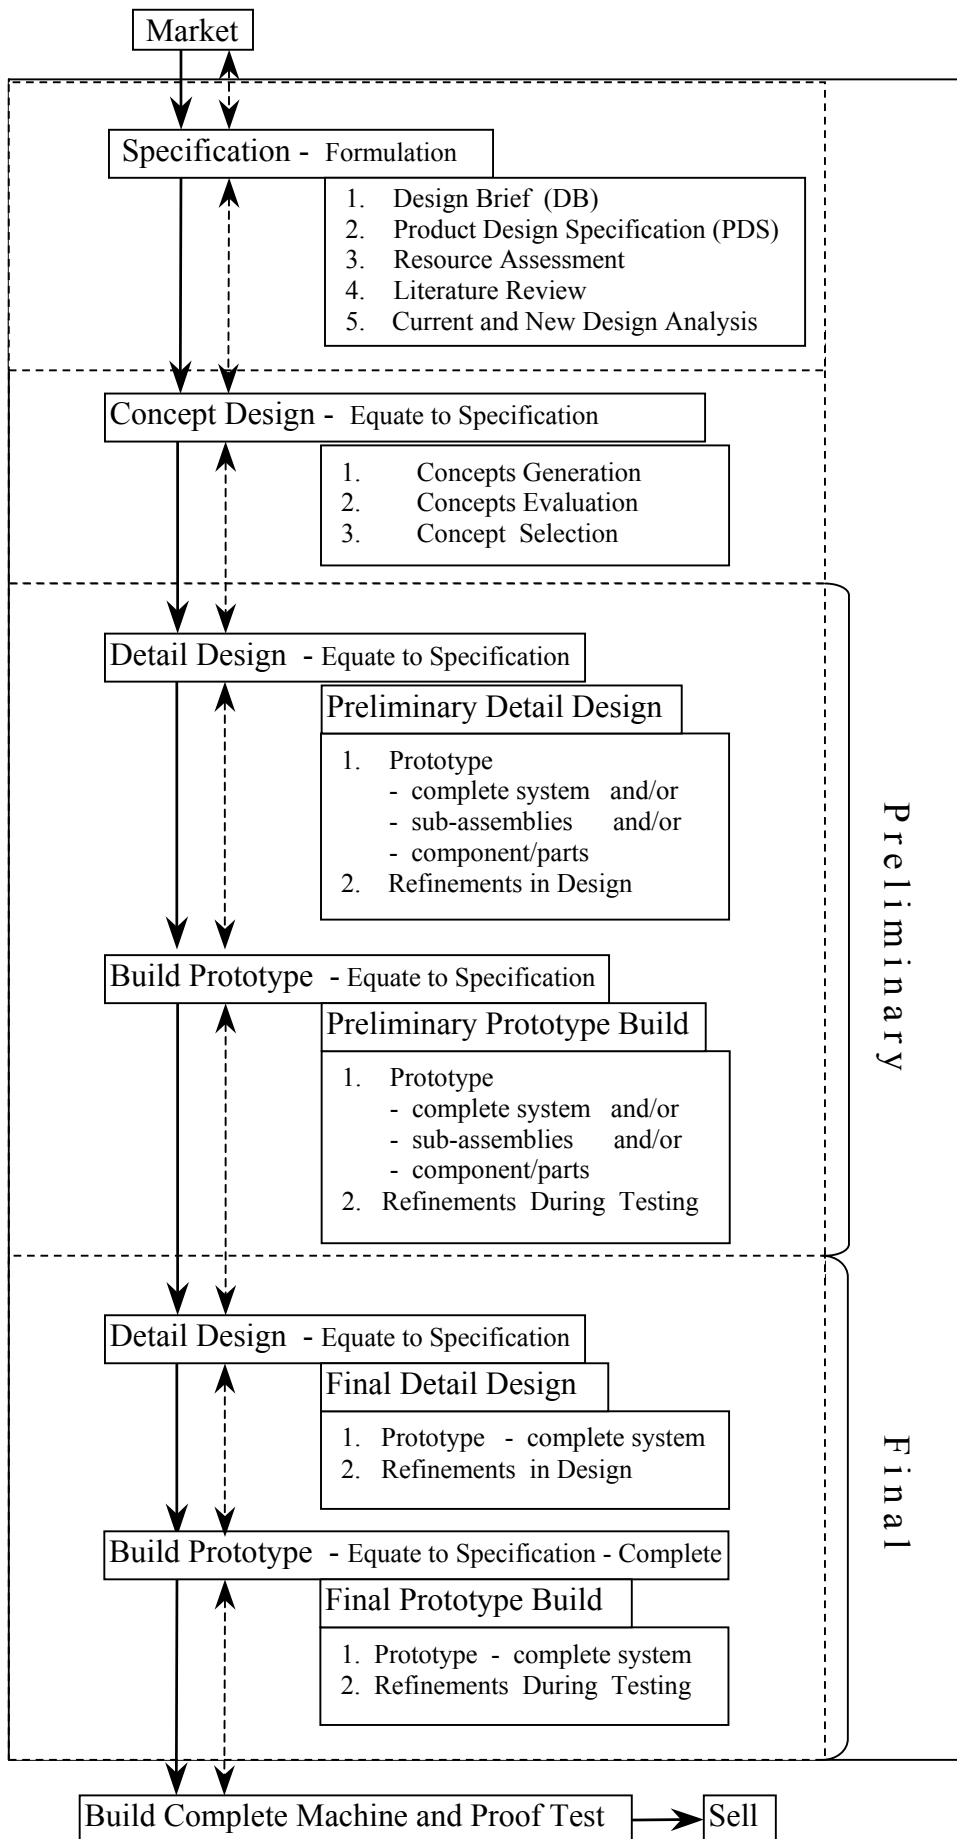 Market
Specification - Formulation
1. Design Brief (DB)
2. Product Design Specification (PDS)
3. Resource Assessment
4. Literature Review
5. Current and New Design Analysis
Concept Design - Equate to Specification
1. Concepts Generation
2. Concepts Evaluation
3. Concept Selection
Detail Design - Equate to Specification
Preliminary Detail Design
1. Prototype
- complete system and/or
- sub-assemblies and/or
- component/parts
2. Refinements in Design
Build Prototype - Equate to Specification
Preliminary Prototype Build
1. Prototype
- complete system and/or
- sub-assemblies and/or
- component/parts
2. Refinements During Testing
Preliminary
Detail Design - Equate to Specification
Final Detail Design
1. Prototype - complete system
2. Refinements in Design
Build Prototype - Equate to Specification - Complete
Final Prototype Build
1. Prototype - complete system
2. Refinements During Testing
Final
Build Complete Machine and Proof Test
Sell